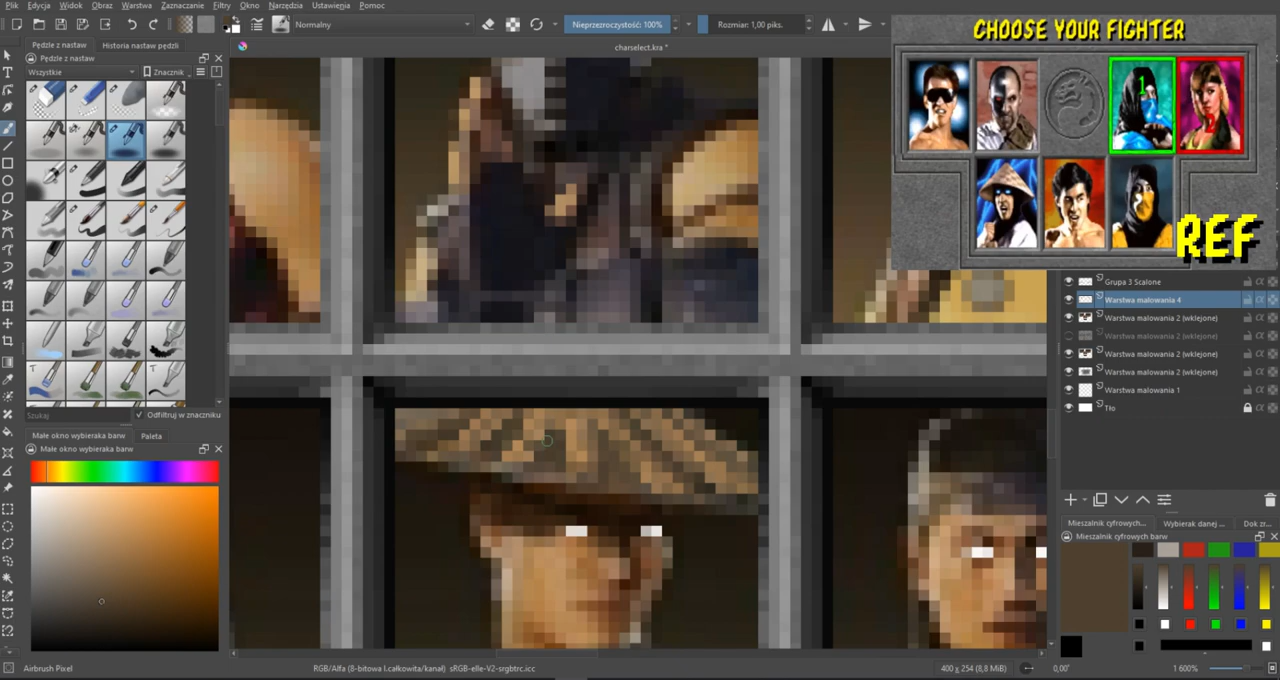 Plik Edycja Widok Obraz Warstwa Zaznaczanie Filtry Okno Narzędzia Ustawienia Pomoc
Normalny
Nieprzezroczystość: 100%
Rozmiar: 1,00 piks.
Pędzle z nastaw
Historia nastaw pędzli
charselect.kra *
Pędzle z nastaw
Wszystkie
Znacznik
CHOOSE YOUR FIGHTER
1
2
REF
Grupa 3 Scalone
Warstwa malowania 4
Warstwa malowania 2 (wklejone)
Warstwa malowania 2 (wklejone)
Warstwa malowania 2 (wklejone)
Warstwa malowania 2 (wklejone)
Warstwa malowania 1
Tło
Szukaj
Odfiltruj w znaczniku
Małe okno wybieraka barw
Paleta
Małe okno wybieraka barw
Mieszalnik cyfrowych...
Wybierak danej ...
Dok zr...
Mieszalnik cyfrowych barw
Airbrush Pixel
RGB/Alfa (8-bitowa l.całkowita/kanał) sRGB-elle-V2-srgbtrc.icc
400 x 254 (8,8 MiB)
0,00°
1 600%